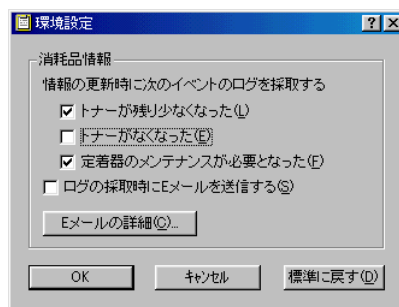 環境設定
消耗品情報
情報の更新時に次のイベントのログを採取する
トナーが残り少なくなった(L)
トナーがなくなった(E)
定着器のメンテナンスが必要となった(F)
ログの採取時にEメールを送信する(S)
Eメールの詳細(C)...
OK キャンセル 標準に戻す(D)